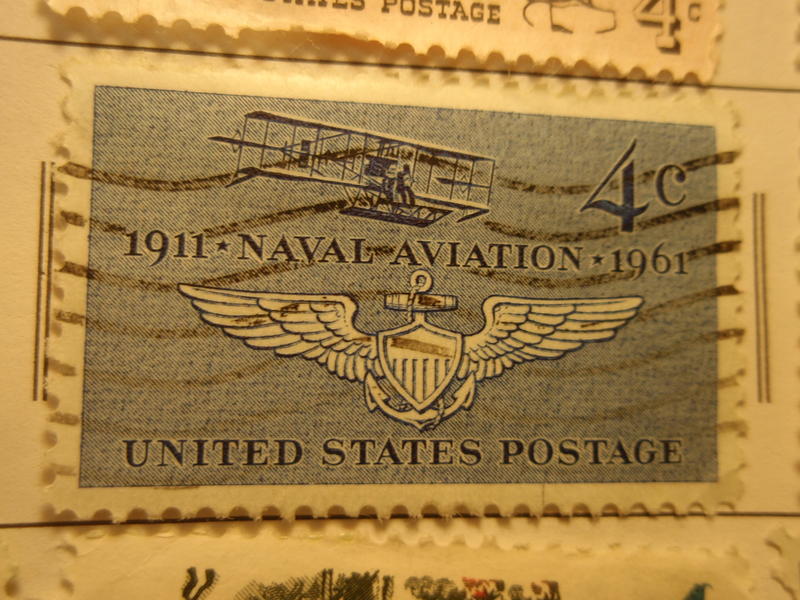 STATES POSTAGE 4c
4c
1911 ★ NAVAL AVIATION ★ 1961
UNITED STATES POSTAGE